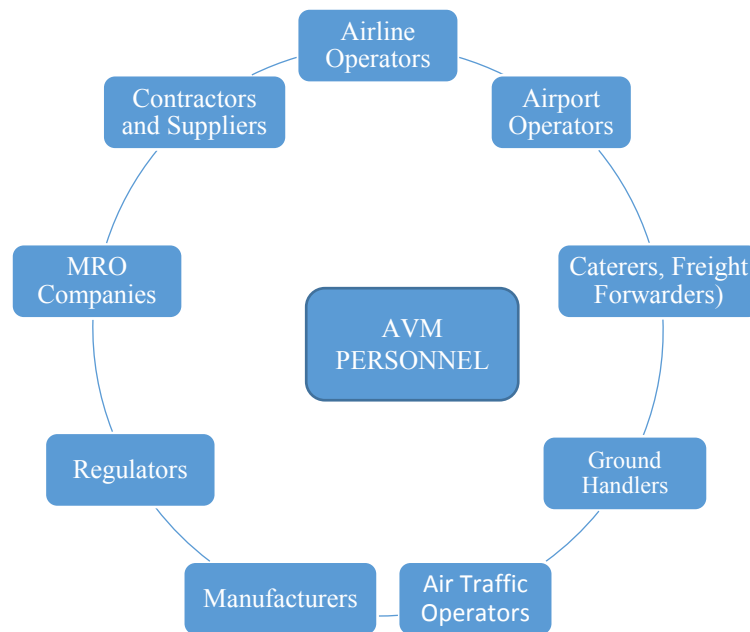 Airline
Operators
Airport
Operators
Caterers, Freight
Forwarders)
Ground
Handlers
Air Traffic
Operators
Manufacturers
Regulators
MRO
Companies
Contractors
and Suppliers
AVM
PERSONNEL